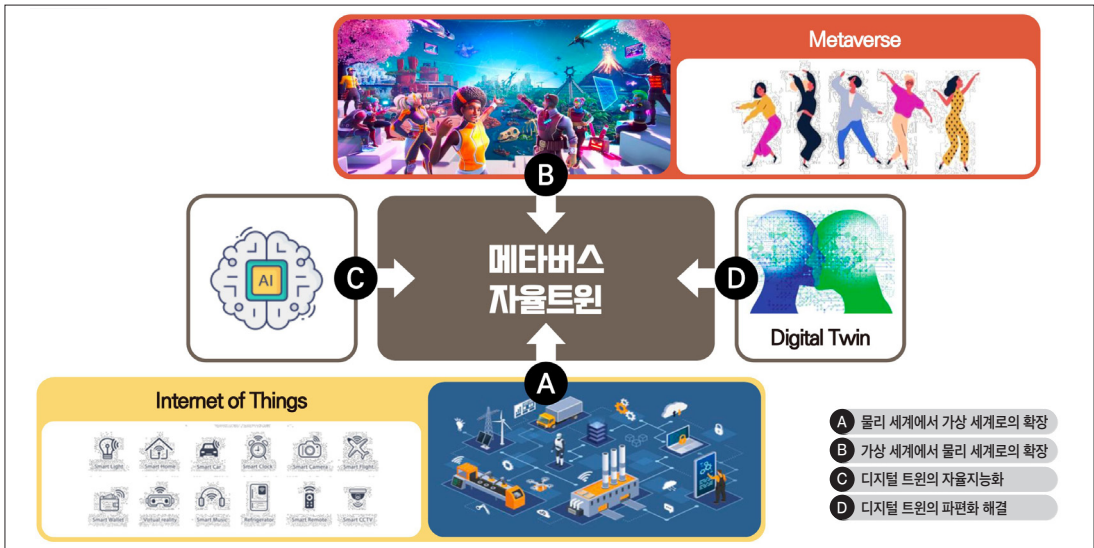 Metaverse
B
메타버스
자율트윈
C
AI
D
Digital Twin
A
Internet of Things
Smart Light Smart Home Smart Car Smart Clock Smart Camera Smart Flight
Smart Wallet Virtual reality Smart Music Refrigerator Smart Remote Smart CCTV
A 물리 세계에서 가상 세계로의 확장
B 가상 세계에서 물리 세계로의 확장
C 디지털 트윈의 자율지능화
D 디지털 트윈의 파편화 해결